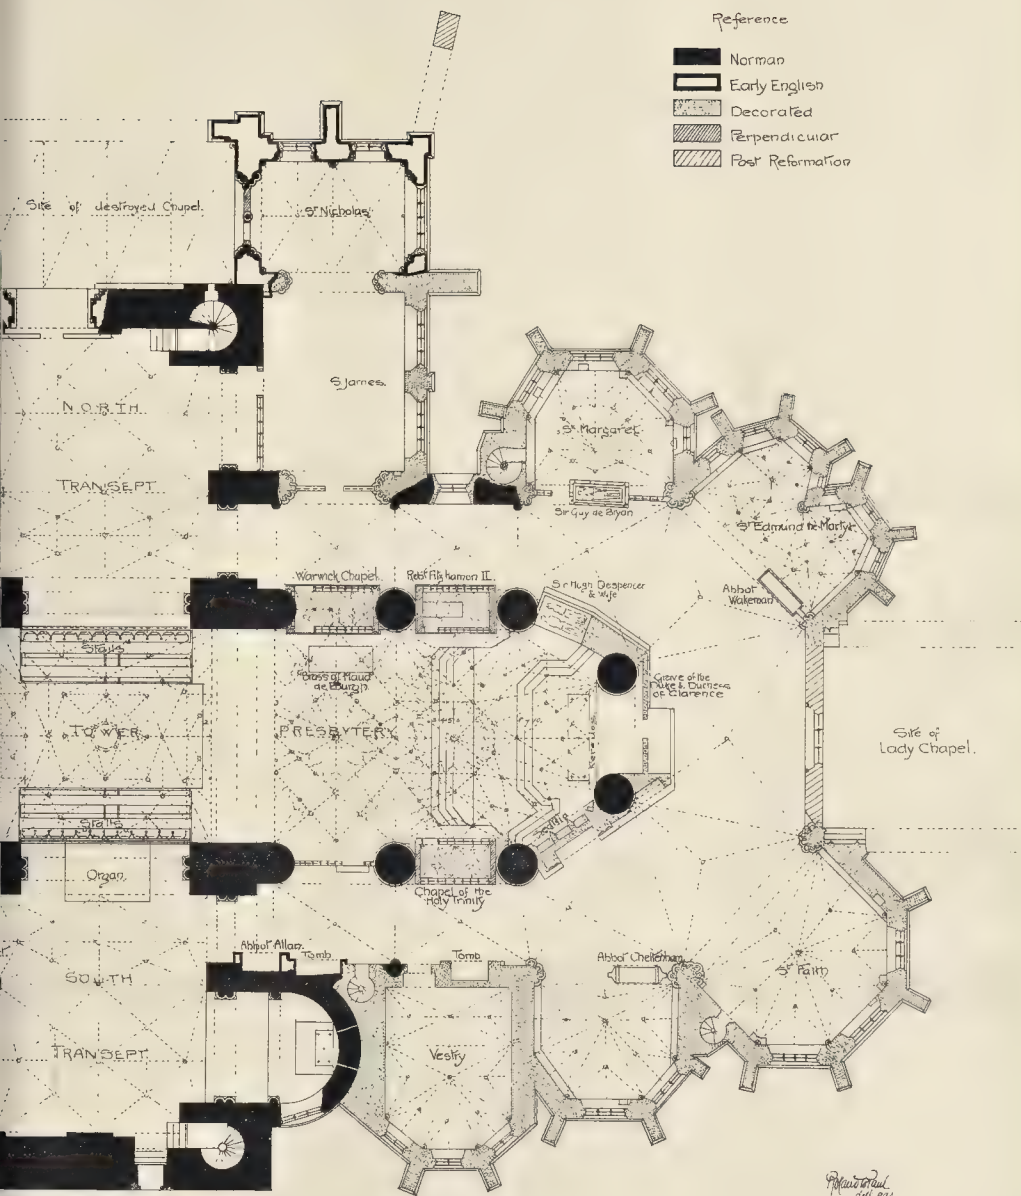 Reference
Norman
Early English
Decorated
Perpendicular
Post Reformation
Site of destroyed Chapel.
St Nicholas
S. James.
NORTH
TRANSEPT
St Margaret
Sir Guy de Bryan
St Edmund the Martyr
Warwick Chapel.
Robt Fitzhamon II.
Sir Hugh Despencer
& Wife
Abbot
Wakeman
Stalls
Brass of Maud
de Burgh
Grave of the
Duke & Duchess
of Clarence
TOWER
PRESBYTERY
Reredos
Site of
Lady Chapel.
Stalls
Sedilia
Organ.
Chapel of the
Holy Trinity
Abbot Allan.
Tomb
Tomb
Abbot Cheltenham
SOUTH
St Faith
TRANSEPT
Vestry